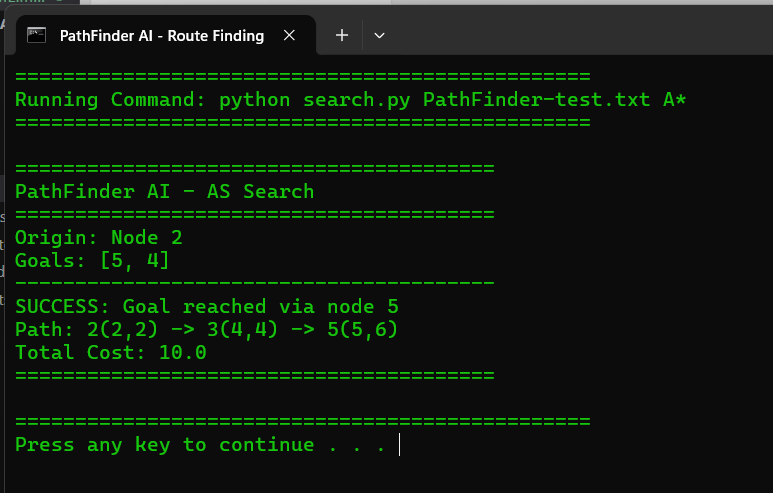 PathFinder AI - Route Finding
================================================
Running Command: python search.py PathFinder-test.txt A*
================================================
========================================
PathFinder AI - AS Search
========================================
Origin: Node 2
Goals: [5, 4]
----------------------------------------
SUCCESS: Goal reached via node 5
Path: 2(2,2) -> 3(4,4) -> 5(5,6)
Total Cost: 10.0
========================================
================================================
Press any key to continue . . .